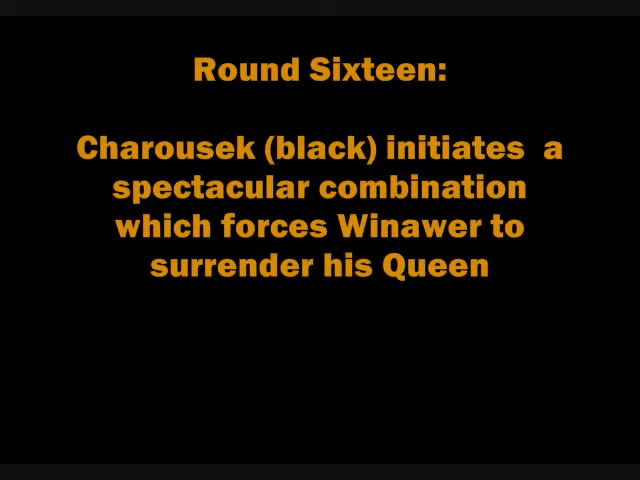 Round Sixteen:
Charousek (black) initiates  a
spectacular combination
which forces Winawer to
surrender his Queen